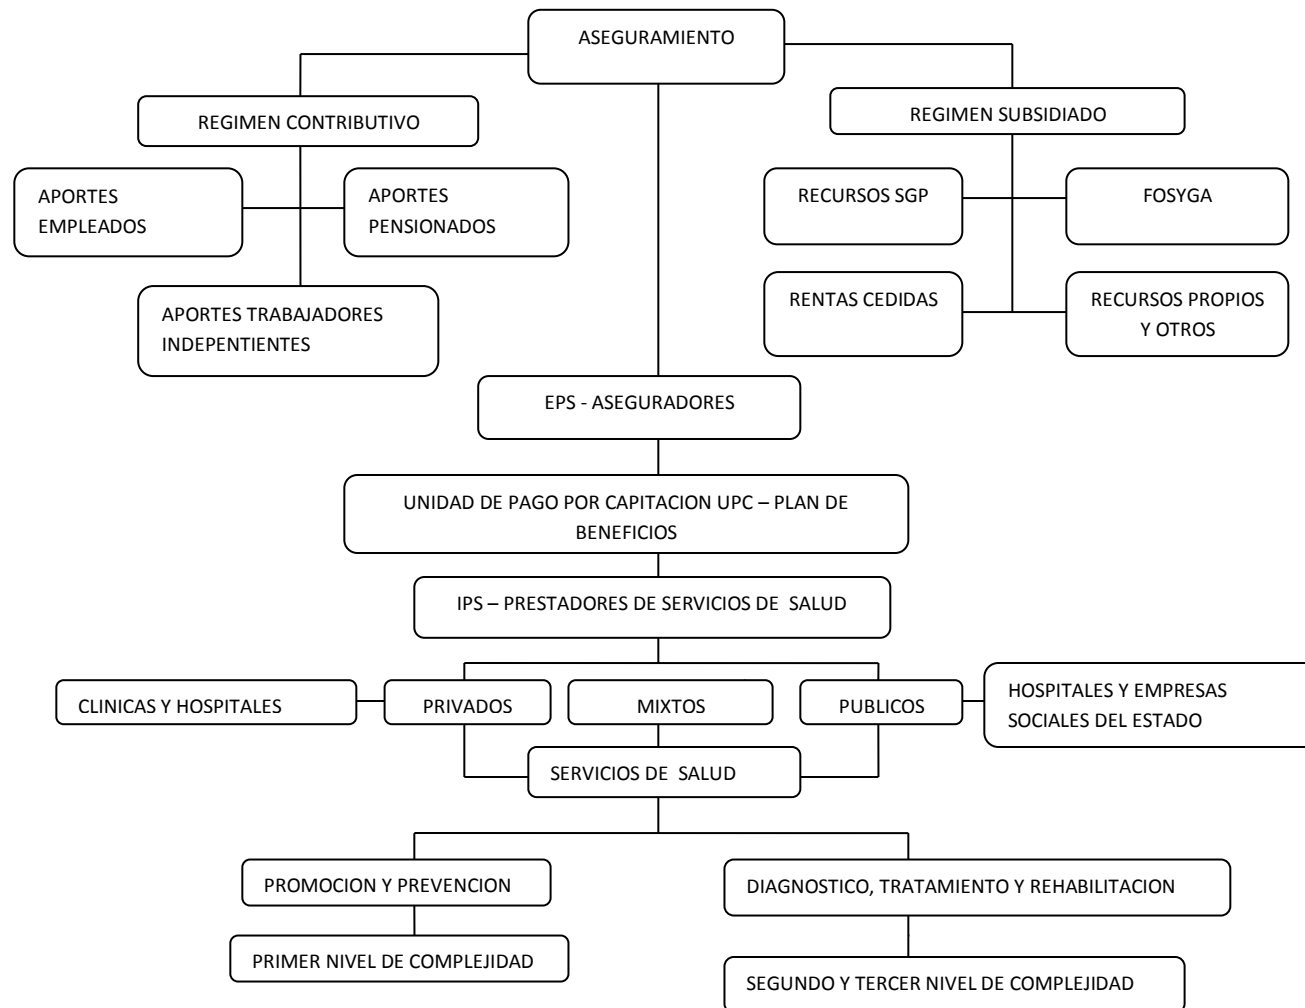 ASEGURAMIENTO
REGIMEN CONTRIBUTIVO
REGIMEN SUBSIDIADO
APORTES
EMPLEADOS
APORTES
PENSIONADOS
RECURSOS SGP
FOSYGA
APORTES TRABAJADORES
INDEPENTIENTES
RENTAS CEDIDAS
RECURSOS PROPIOS
Y OTROS
EPS - ASEGURADORES
UNIDAD DE PAGO POR CAPITACION UPC – PLAN DE
BENEFICIOS
IPS – PRESTADORES DE SERVICIOS DE SALUD
CLINICAS Y HOSPITALES
PRIVADOS
MIXTOS
PUBLICOS
HOSPITALES Y EMPRESAS
SOCIALES DEL ESTADO
SERVICIOS DE SALUD
PROMOCION Y PREVENCION
DIAGNOSTICO, TRATAMIENTO Y REHABILITACION
PRIMER NIVEL DE COMPLEJIDAD
SEGUNDO Y TERCER NIVEL DE COMPLEJIDAD